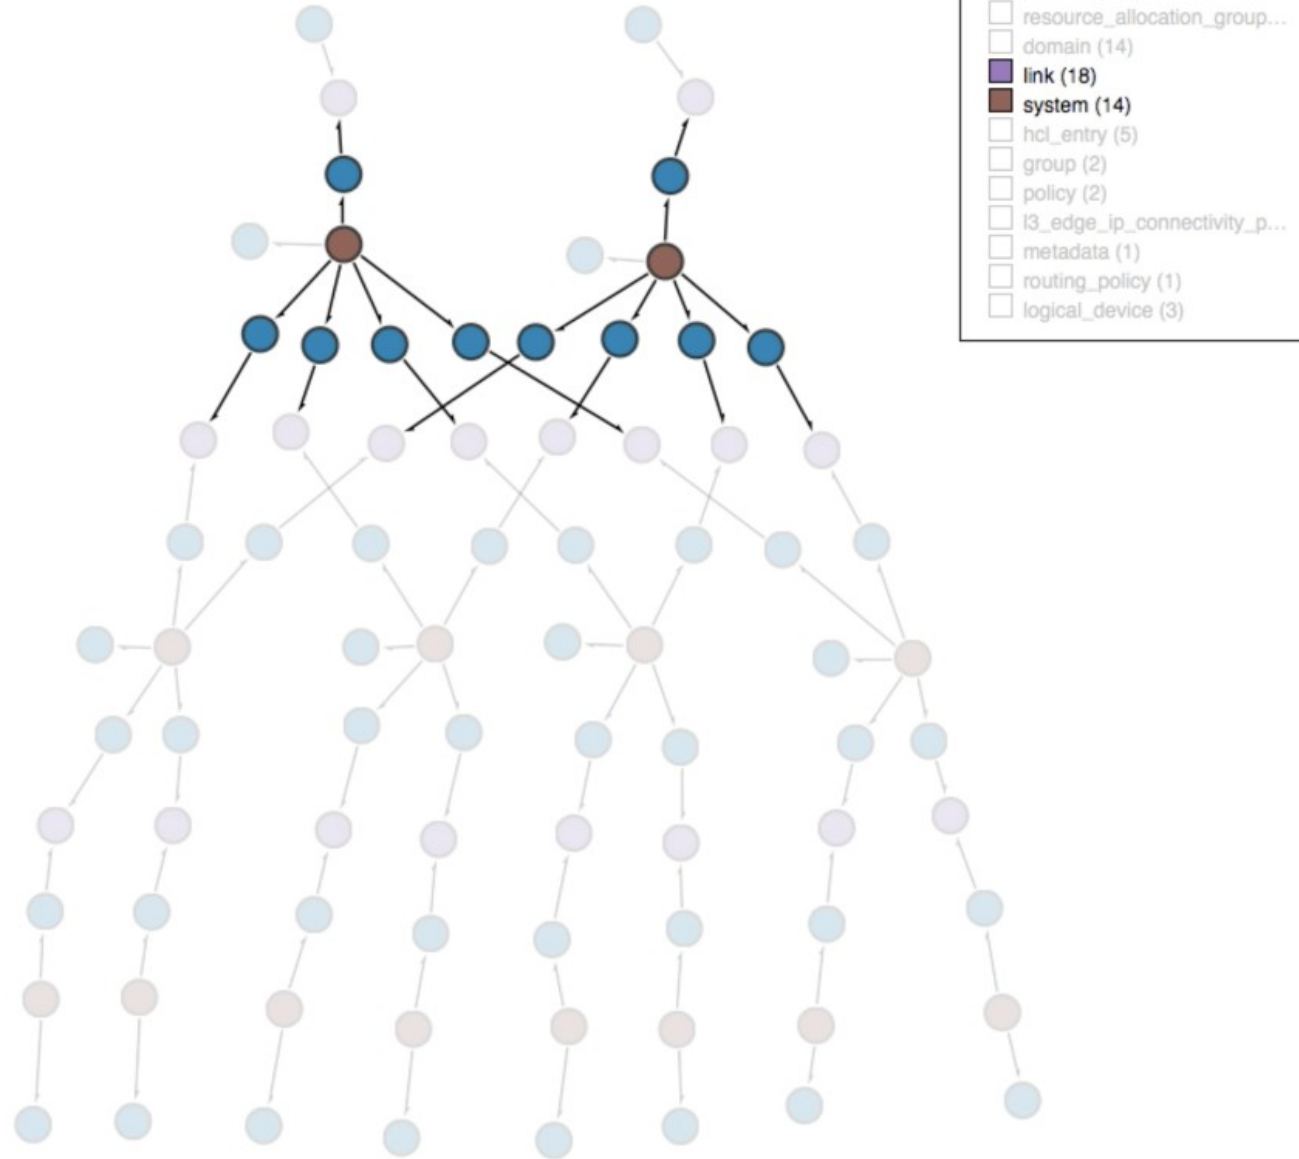 resource_allocation_group...
domain (14)
link (18)
system (14)
hcl_entry (5)
group (2)
policy (2)
l3_edge_ip_connectivity_p...
metadata (1)
routing_policy (1)
logical_device (3)